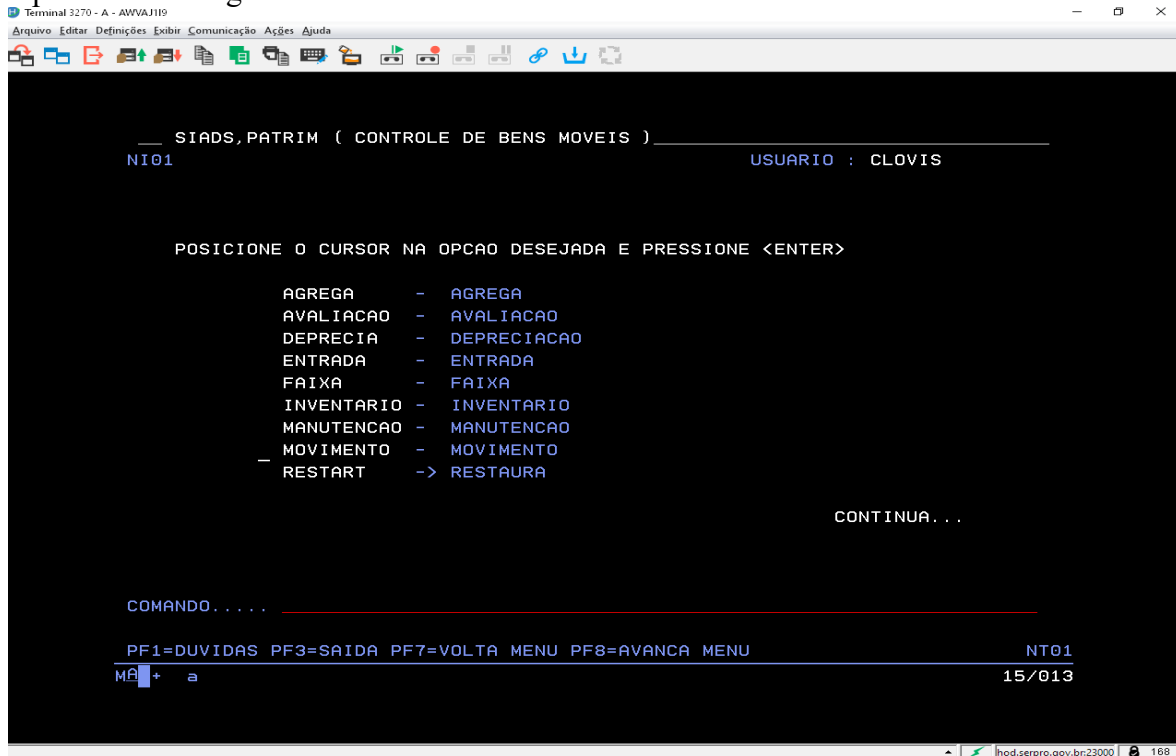 Terminal 3270 - A - AWVAJ1I9
Arquivo Editar Definições Exibir Comunicação Ações Ajuda
__ SIADS,PATRIM ( CONTROLE DE BENS MOVEIS )_________________________________
NI01 USUARIO : CLOVIS
POSICIONE O CURSOR NA OPCAO DESEJADA E PRESSIONE <ENTER>
AGREGA - AGREGA
AVALIACAO - AVALIACAO
DEPRECIA - DEPRECIACAO
ENTRADA - ENTRADA
FAIXA - FAIXA
INVENTARIO - INVENTARIO
MANUTENCAO - MANUTENCAO
_ MOVIMENTO - MOVIMENTO
RESTART -> RESTAURA
CONTINUA...
COMANDO.....
PF1=DUVIDAS PF3=SAIDA PF7=VOLTA MENU PF8=AVANCA MENU NT01
MA + a 15/013
hod.serpro.gov.br:23000 168